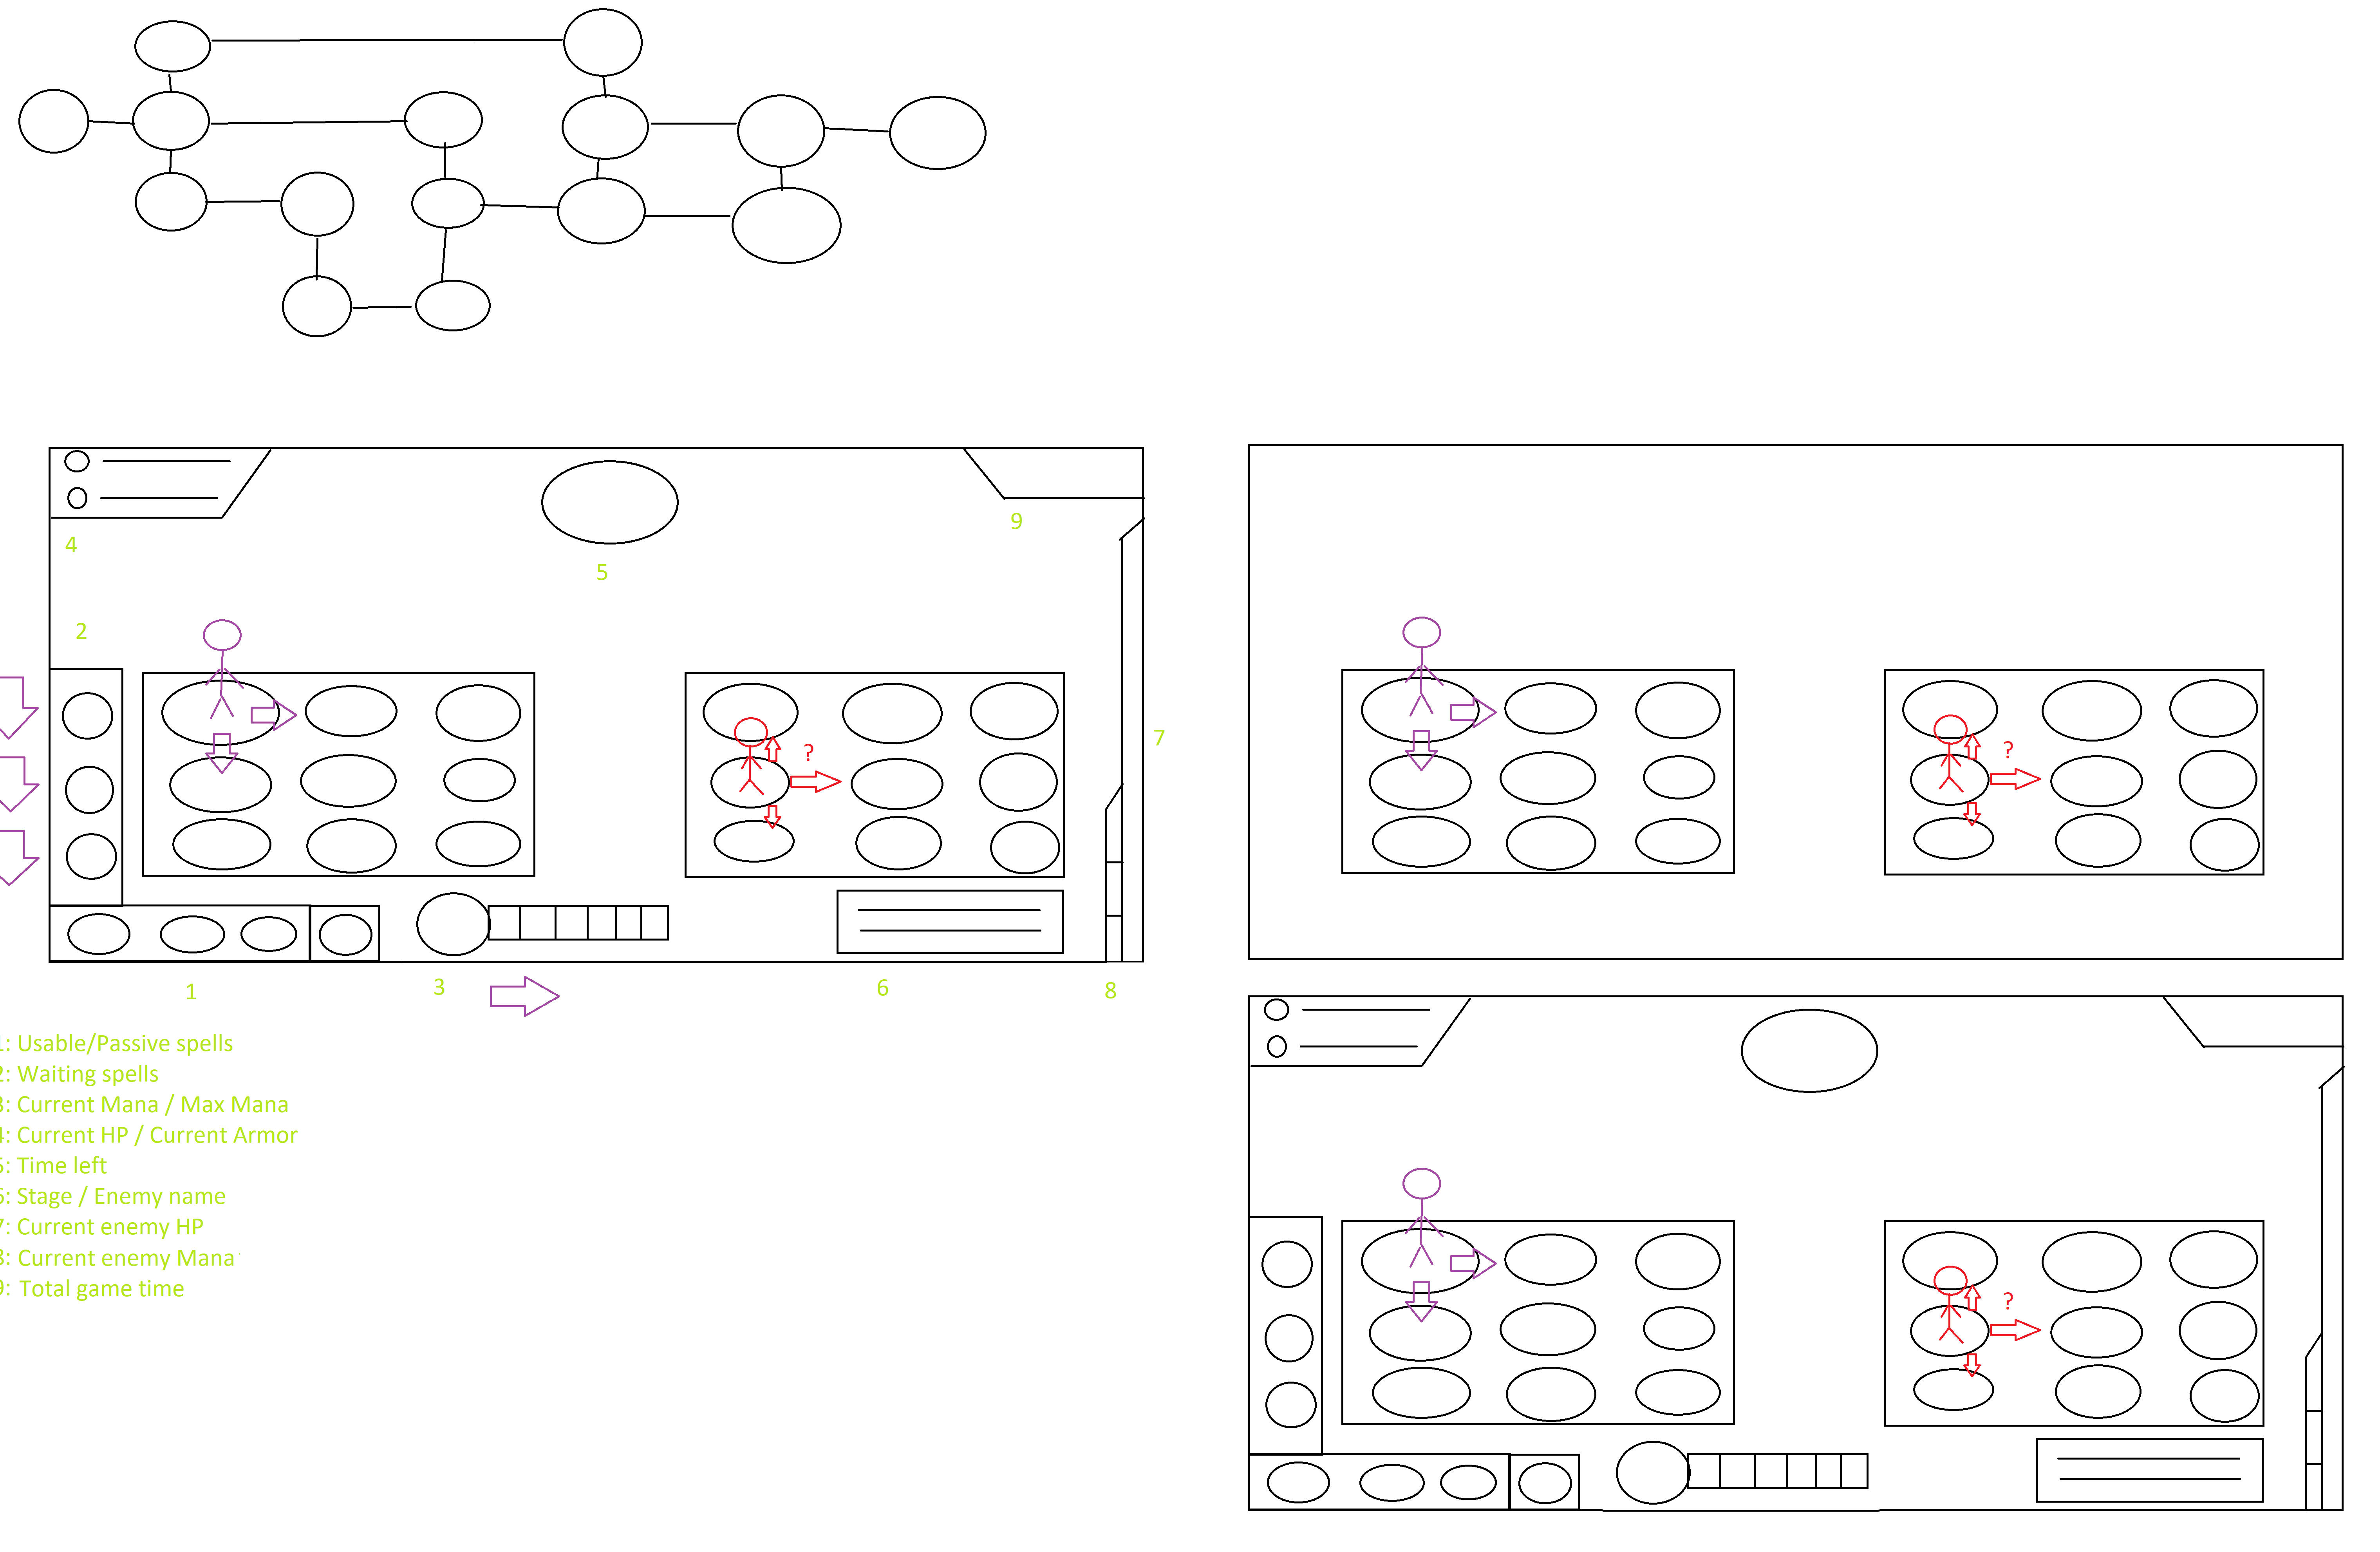 9
4
5
2
?
?
7
1
3
6
8
1: Usable/Passive spells
2: Waiting spells
3: Current Mana / Max Mana
4: Current HP / Current Armor
5: Time left
6: Stage / Enemy name
7: Current enemy HP
8: Current enemy Mana
9: Total game time
?